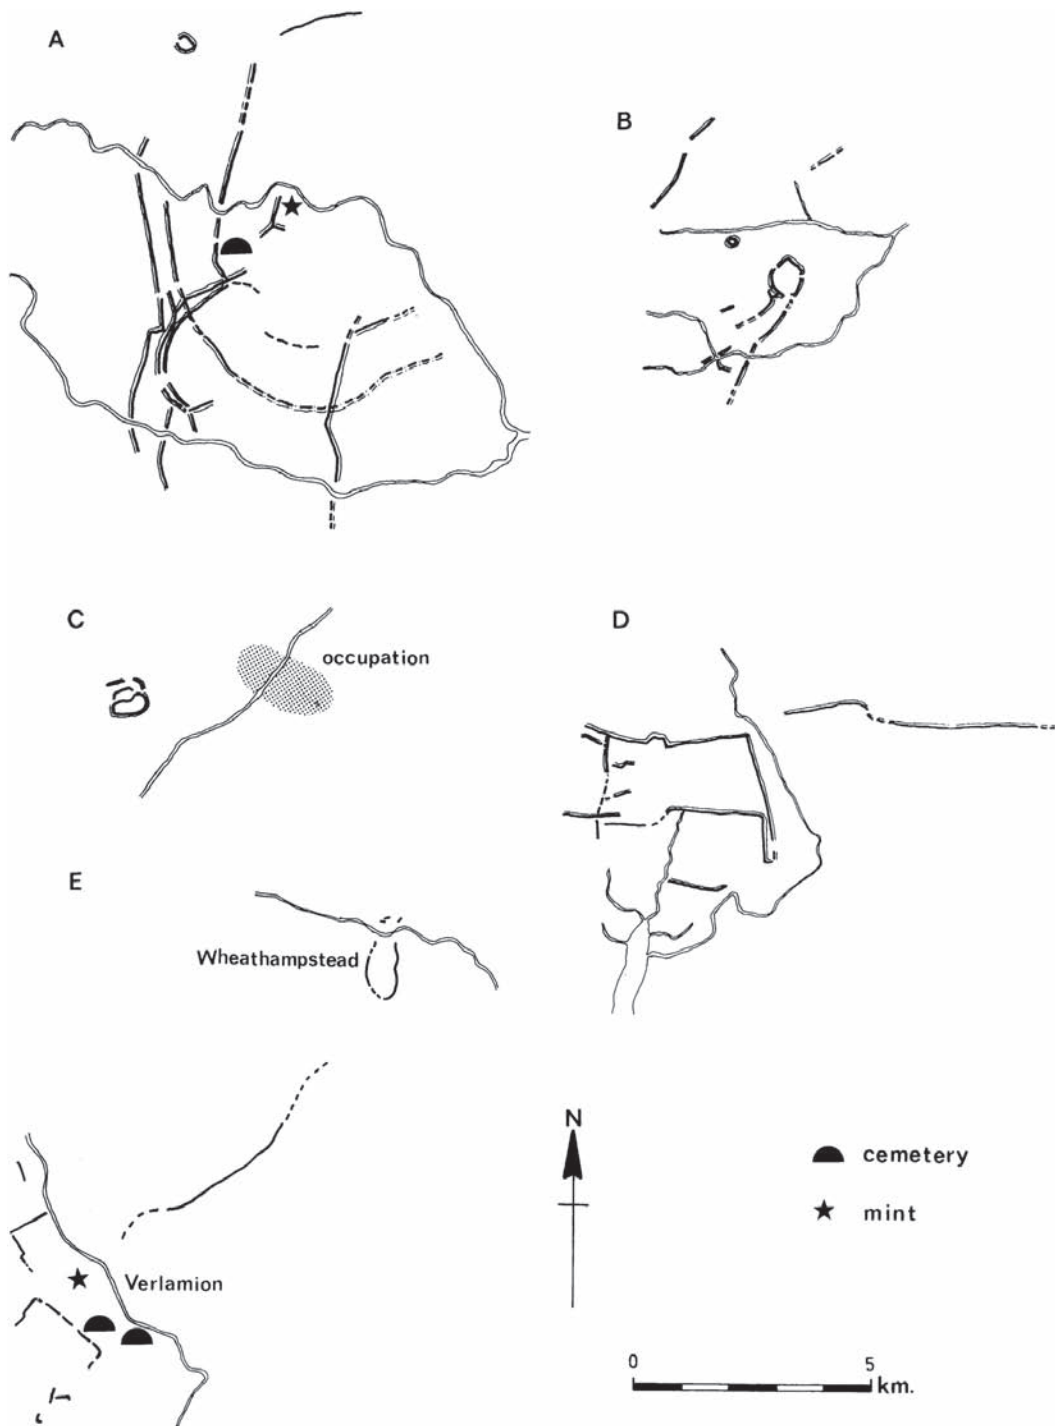 A
B
C
occupation
D
E
Wheathampstead
Verlamion
N
cemetery
mint
0 5
km.